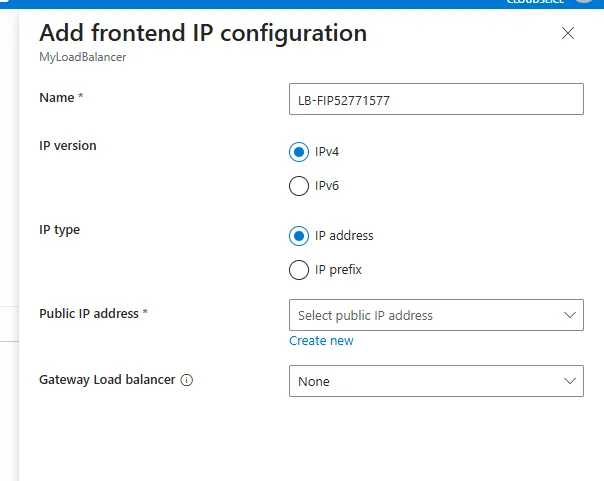 CLOUDSLICE
Add frontend IP configuration
MyLoadBalancer
Name *
LB-FIP52771577
IP version
IPv4
IPv6
IP type
IP address
IP prefix
Public IP address *
Select public IP address
Create new
Gateway Load balancer
None